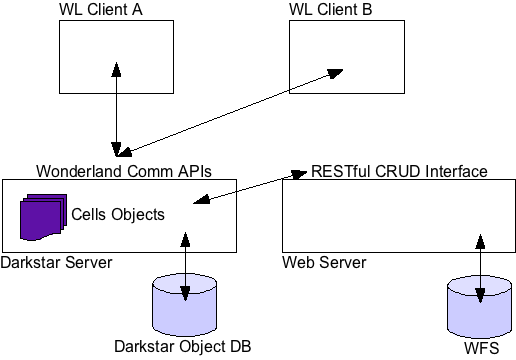 WL Client A
WL Client B
Wonderland Comm APIs
RESTful CRUD Interface
Cells Objects
Darkstar Server
Web Server
Darkstar Object DB
WFS